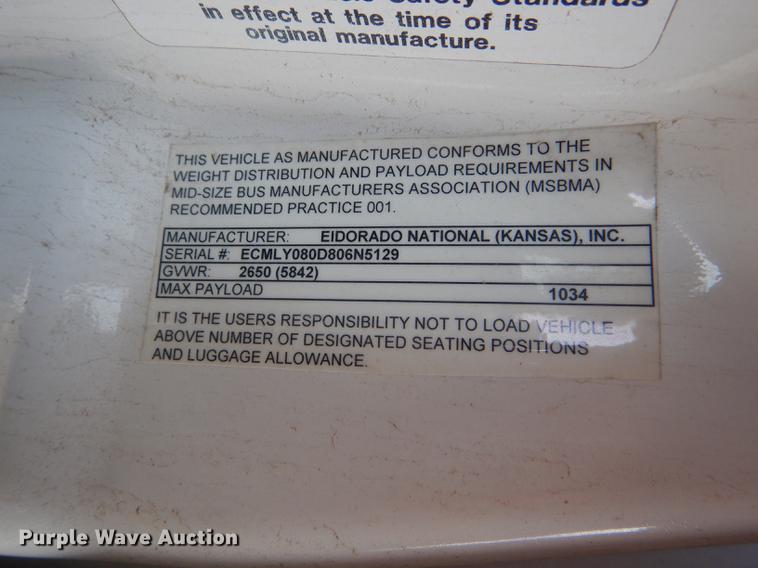 Safety Standards
in effect at the time of its
original manufacture.
THIS VEHICLE AS MANUFACTURED CONFORMS TO THE
WEIGHT DISTRIBUTION AND PAYLOAD REQUIREMENTS IN
MID-SIZE BUS MANUFACTURERS ASSOCIATION (MSBMA)
RECOMMENDED PRACTICE 001.
MANUFACTURER: ElDORADO NATIONAL (KANSAS), INC.
SERIAL #: ECMLY080D806N5129
GVWR: 2650 (5842)
MAX PAYLOAD 1034
IT IS THE USERS RESPONSIBILITY NOT TO LOAD VEHICLE
ABOVE NUMBER OF DESIGNATED SEATING POSITIONS
AND LUGGAGE ALLOWANCE.
Purple Wave Auction